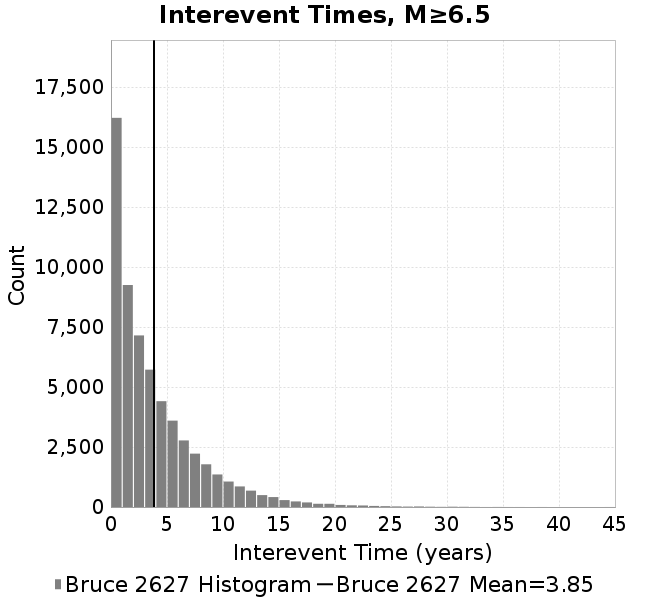 Interevent Times, M≥6.5
Count
17,500
15,000
12,500
10,000
7,500
5,000
2,500
0
0 5 10 15 20 25 30 35 40 45
Interevent Time (years)
Bruce 2627 Histogram Bruce 2627 Mean=3.85